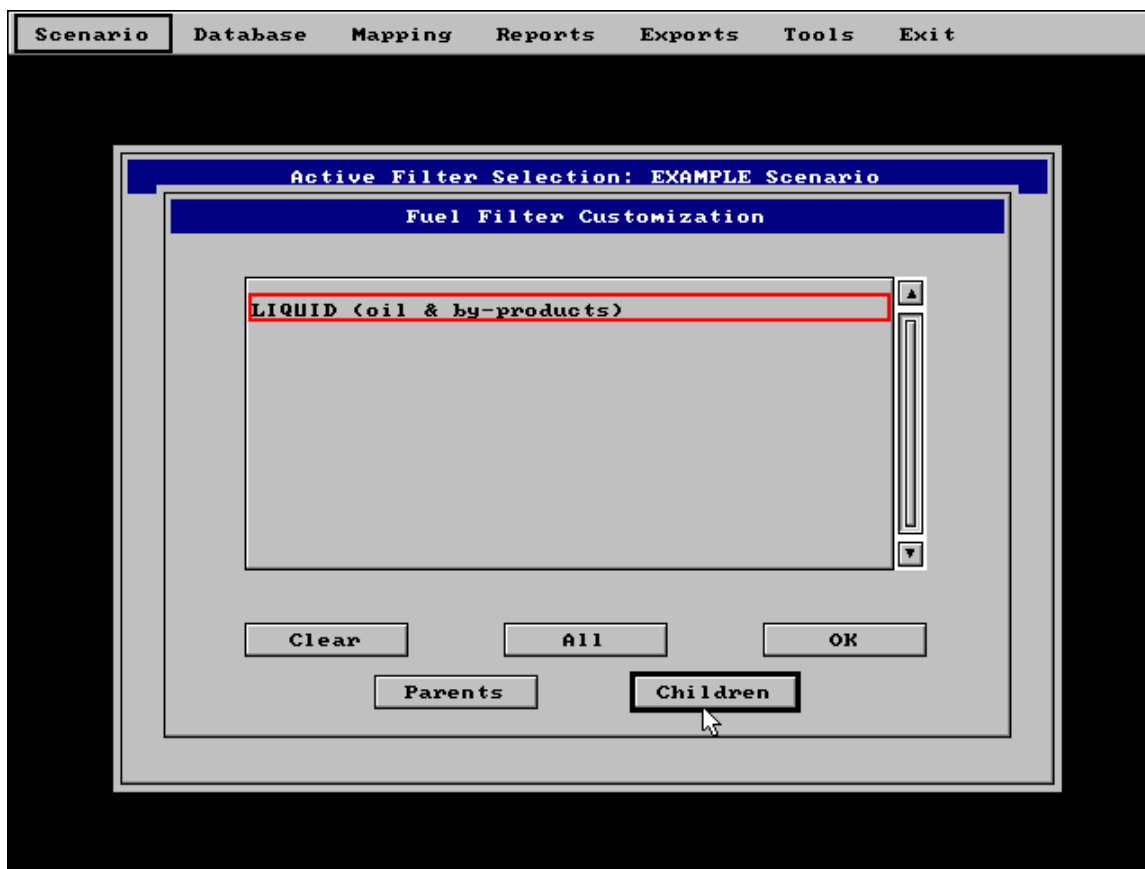 Scenario Database Mapping Reports Exports Tools Exit
Active Filter Selection: EXAMPLE Scenario
Fuel Filter Customization
LIQUID (oil & by-products)
Clear All OK
Parents Children